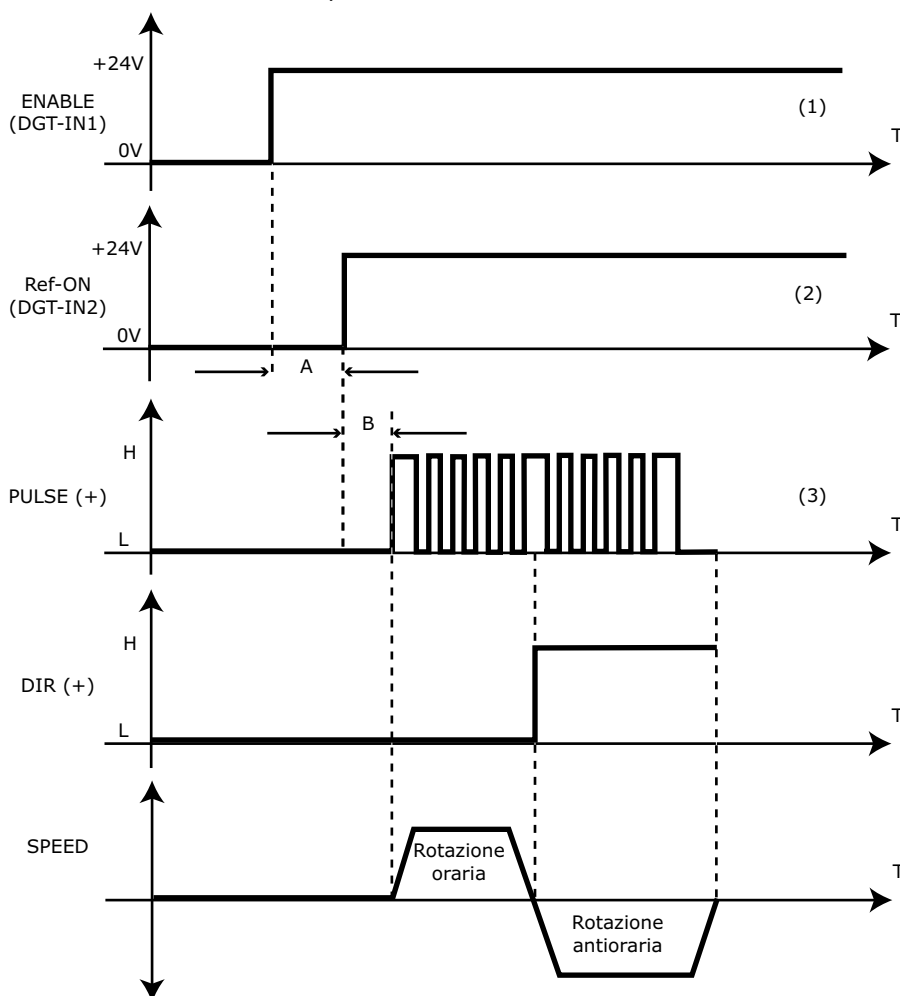 +24V
ENABLE
(DGT-IN1)
(1)
0V
T
+24V
Ref-ON
(DGT-IN2)
(2)
0V
T
A
B
H
PULSE (+)
(3)
L
T
H
DIR (+)
L
T
SPEED
Rotazione
oraria
T
Rotazione
antioraria